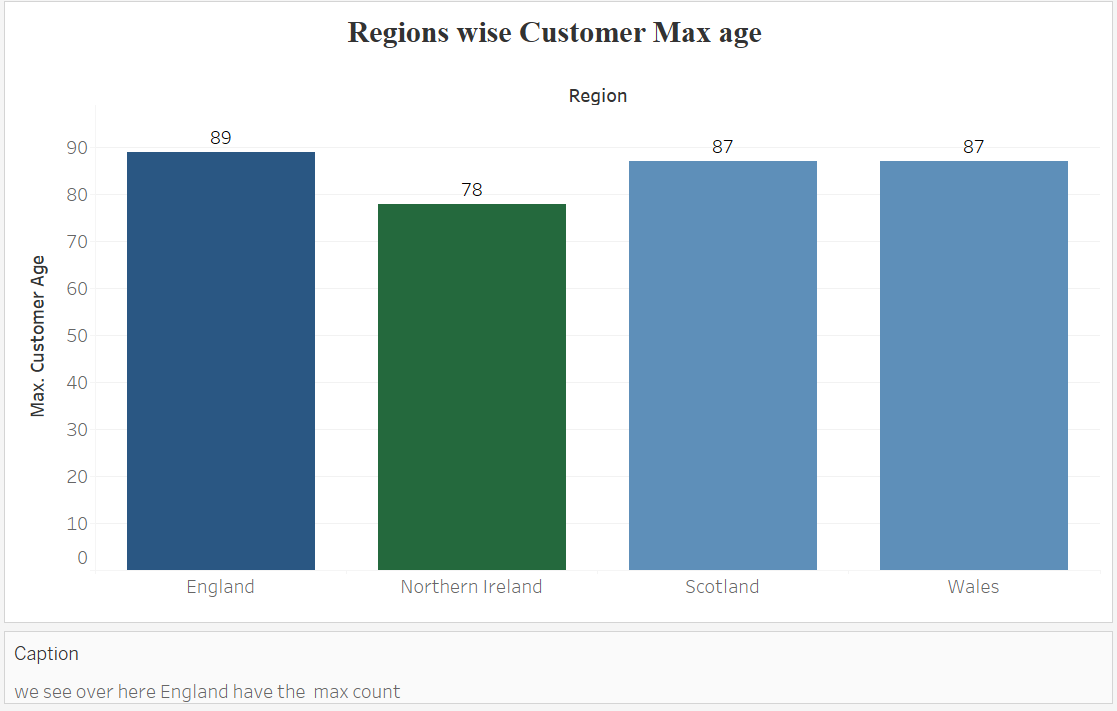 Regions wise Customer Max age
Region
Max. Customer Age
90
80
70
60
50
40
30
20
10
0
89
78
87
87
England
Northern Ireland
Scotland
Wales
Caption
we see over here England have the  max count